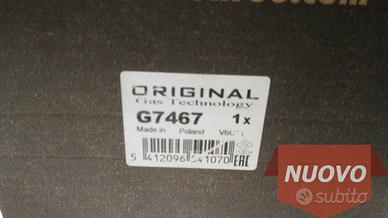 ORIGINAL
Gas Technology
G7467 1x
Made in Poland
5 412096 541070 EAC
NUOVO
subito